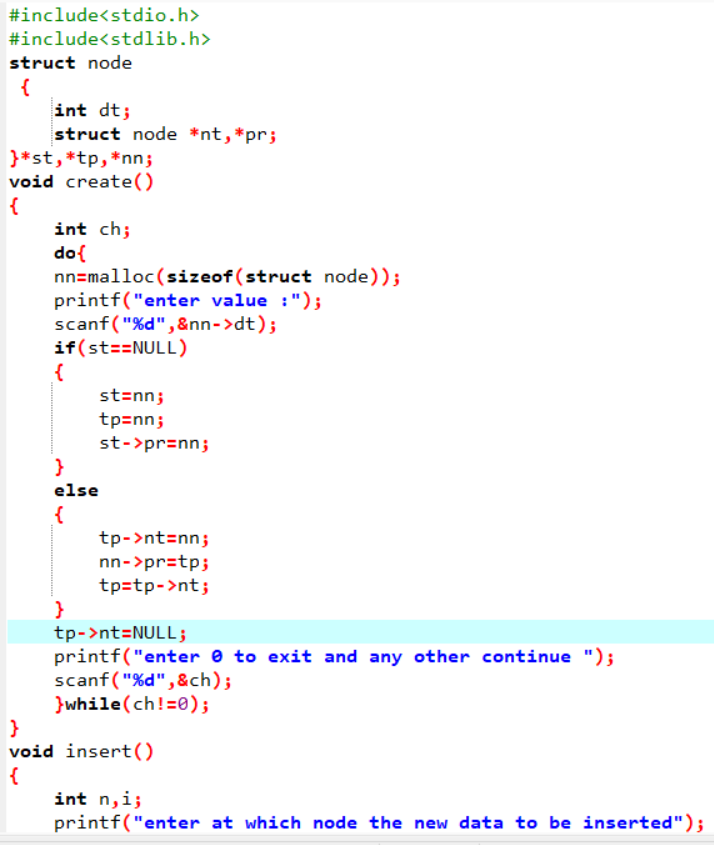 #include<stdio.h>
#include<stdlib.h>
struct node
{
int dt;
struct node *nt,*pr;
}*st,*tp,*nn;
void create()
{
int ch;
do{
nn=malloc(sizeof(struct node));
printf("enter value :");
scanf("%d",&nn->dt);
if(st==NULL)
{
st=nn;
tp=nn;
st->pr=nn;
}
else
{
tp->nt=nn;
nn->pr=tp;
tp=tp->nt;
}
tp->nt=NULL;
printf("enter 0 to exit and any other continue ");
scanf("%d",&ch);
}while(ch!=0);
}
void insert()
{
int n,i;
printf("enter at which node the new data to be inserted");